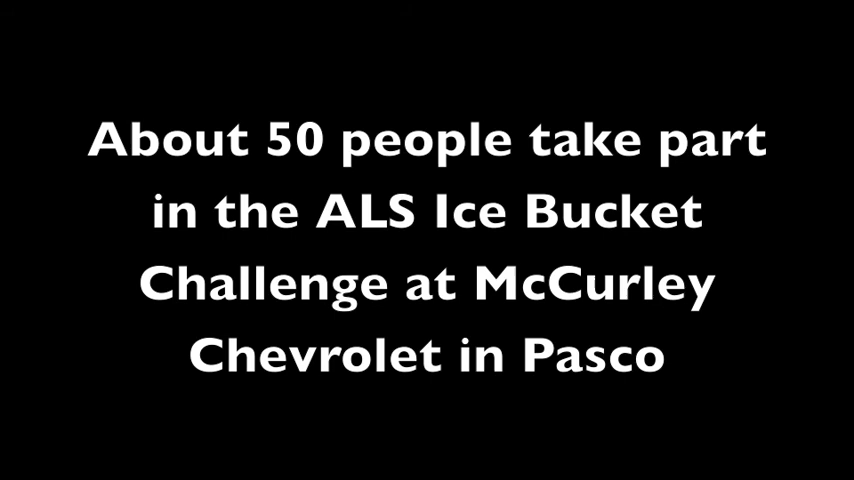 About 50 people take part
in the ALS Ice Bucket
Challenge at McCurley
Chevrolet in Pasco